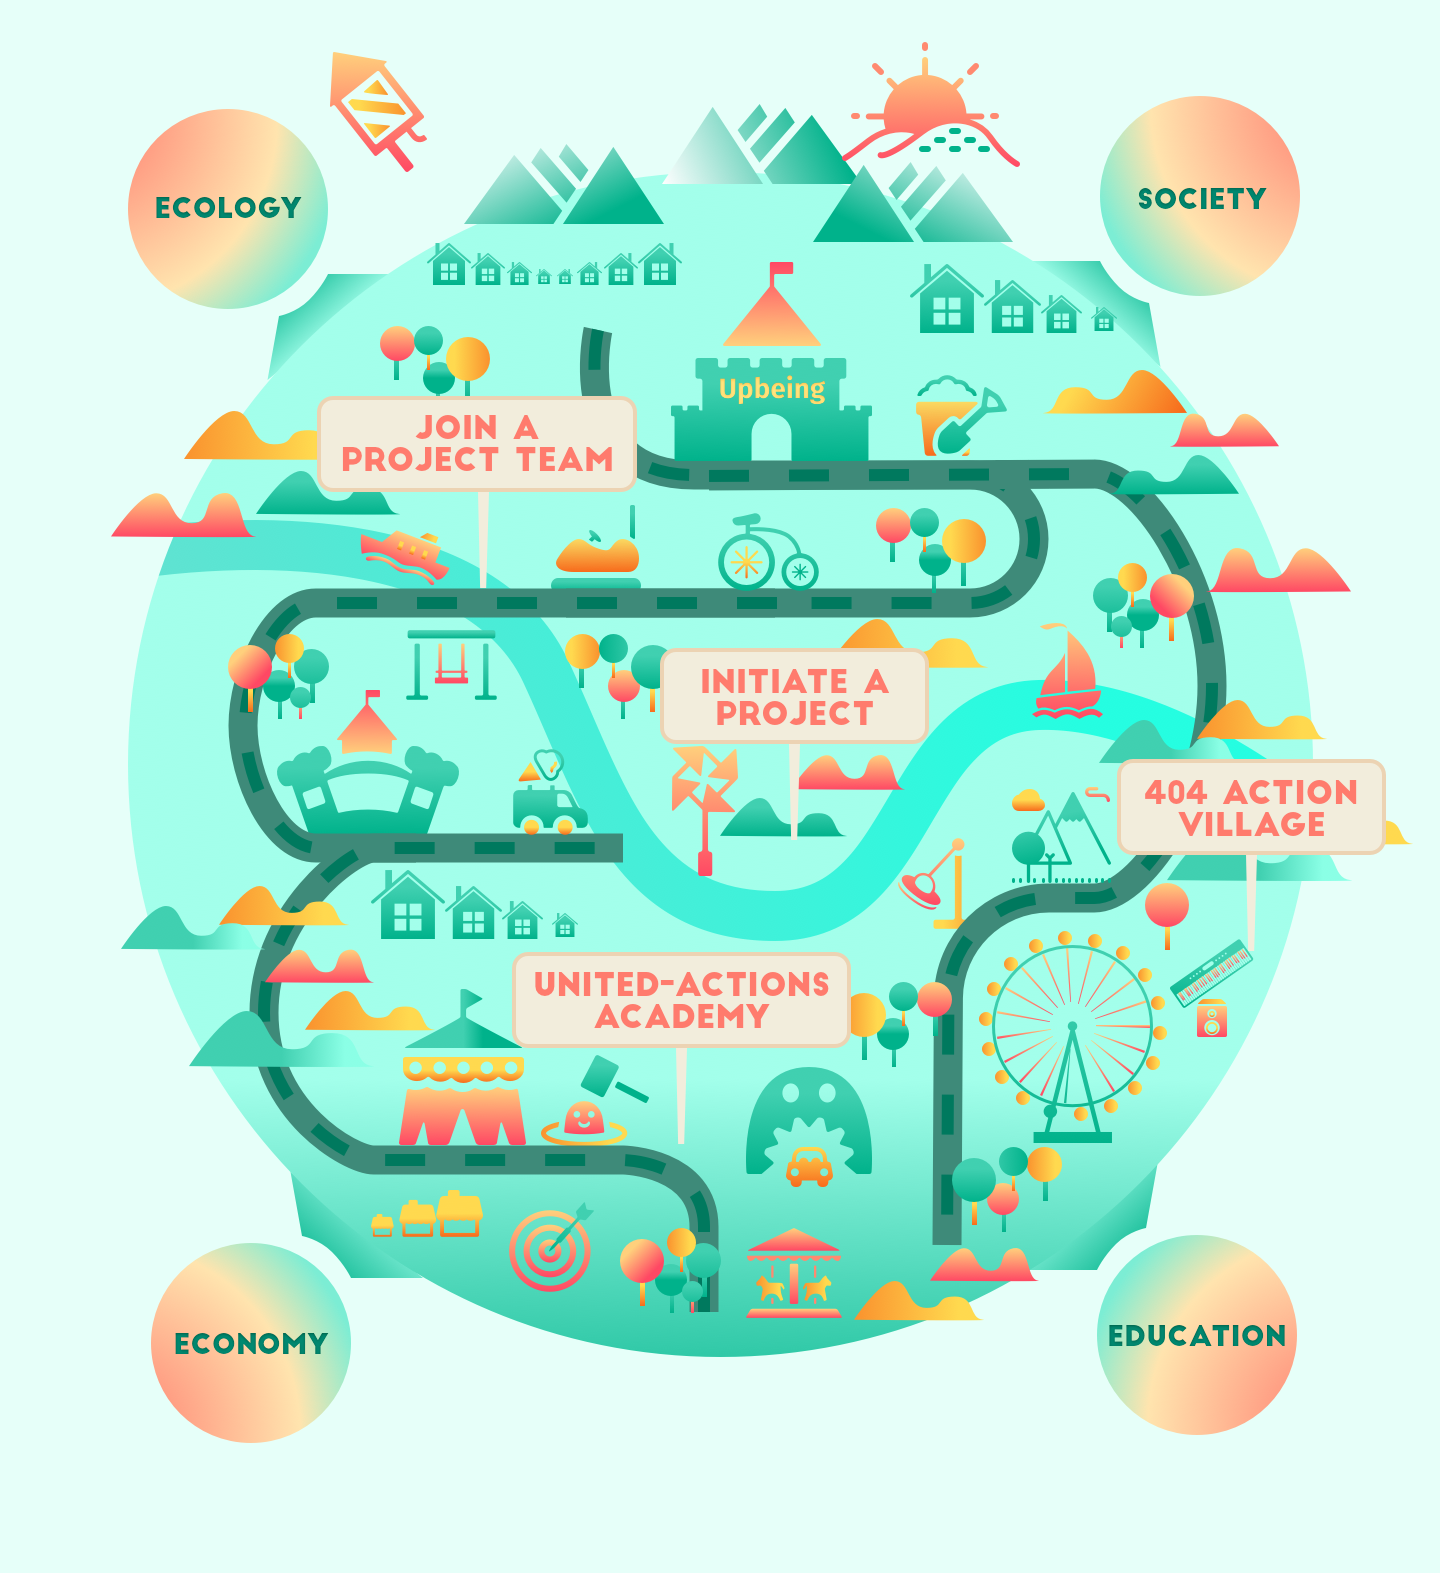 ECOLOGY
SOCIETY
Upbeing
JOIN A
PROJECT TEAM
INITIATE A
PROJECT
404 ACTION
VILLAGE
UNITED-ACTIONS
ACADEMY
ECONOMY
EDUCATION